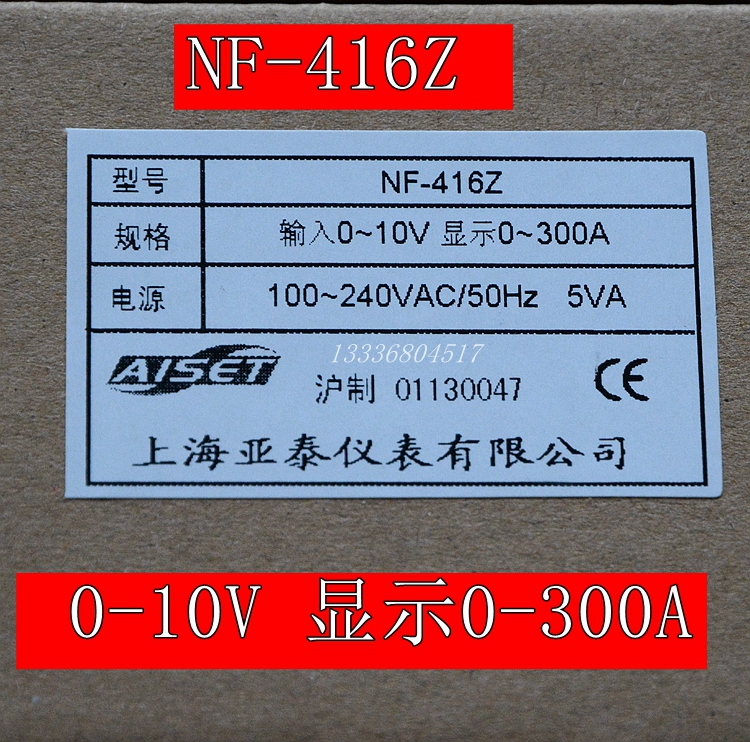 NF-416Z
型号 NF-416Z
规格 输入0~10V 显示0~300A
电源 100~240VAC/50Hz 5VA
13336804517
AISET
沪制 01130047 CE
上海亚泰仪表有限公司
0-10V 显示0-300A